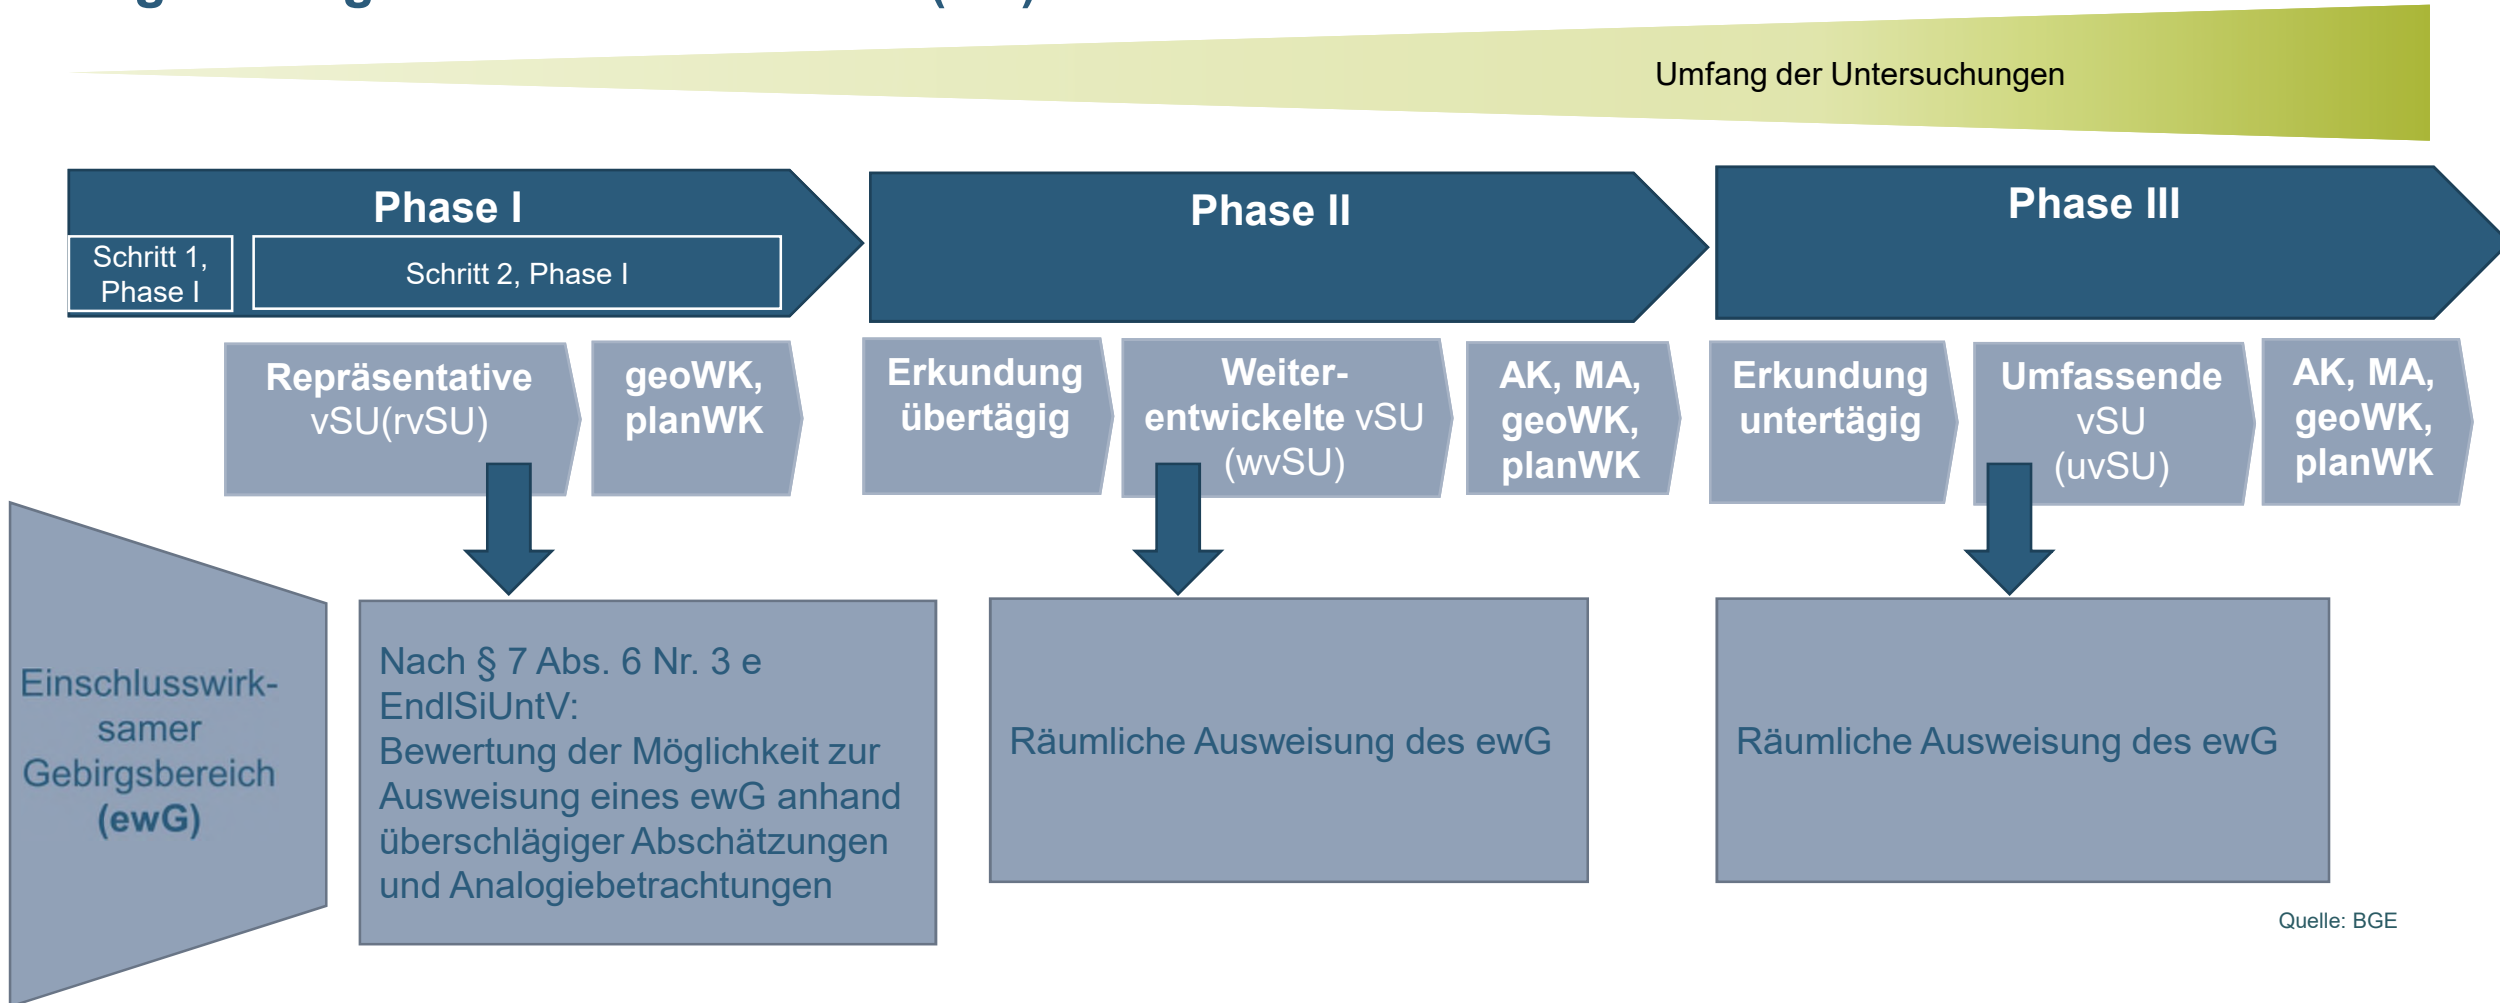 Umfang der Untersuchungen
Phase I
Schritt 1,
Phase I
Schritt 2, Phase I
Phase II
Phase III
Repräsentative
vSU(rvSU)
geoWK,
planWK
Erkundung
übertägig
Weiter-
entwickelte vSU
(wvSU)
AK, MA,
geoWK,
planWK
Erkundung
untertägig
Umfassende
vSU
(uvSU)
AK, MA,
geoWK,
planWK
Einschlusswirk-
samer
Gebirgsbereich
(ewG)
Nach § 7 Abs. 6 Nr. 3 e
EndlSiUntV:
Bewertung der Möglichkeit zur
Ausweisung eines ewG anhand
überschlägiger Abschätzungen
und Analogiebetrachtungen
Räumliche Ausweisung des ewG
Räumliche Ausweisung des ewG
Quelle: BGE